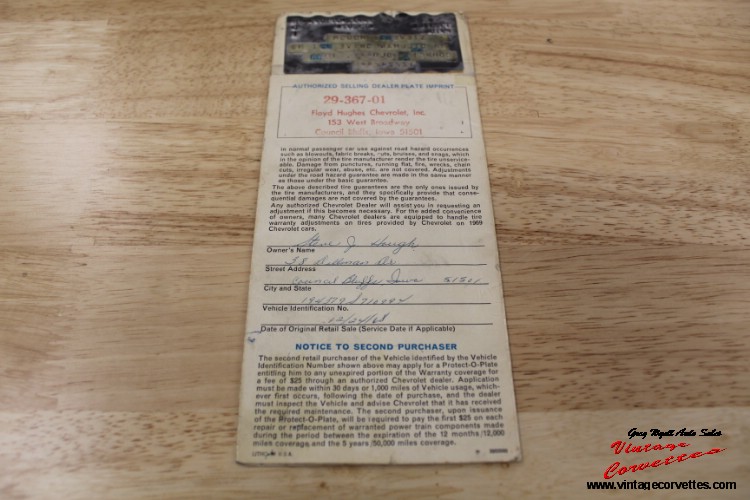 AUTHORIZED SELLING DEALER PLATE IMPRINT
29-367-01
Floyd Hughes Chevrolet, Inc.
153 West Broadway
Council Bluffs, Iowa 51501
In normal passenger car use against road hazard occurrences
such as blowouts, fabric breaks, cuts, bruises, and snags, which
in the opinion of the tire manufacturer render the tire unservice-
able. Damage from punctures, running flat, fire, wrecks, chain
cuts, irregular wear, abuse, etc. are not covered. Adjustments
under the road hazard guarantee are made in the same manner
as those under the basic guarantee.
The above described tire guarantees are the only ones issued by
the tire manufacturers, and they specifically provide that conse-
quential damages are not covered by the guarantees.
Any authorized Chevrolet Dealer will assist you in requesting an
adjustment if this becomes necessary. For the added convenience
of owners, many Chevrolet dealers are equipped to handle tire
warranty adjustments on tires provided by Chevrolet on 1969
Chevrolet cars.
Steve J
Owner's Name
Street Address
Council Bluffs Iowa 51501
City and State
Vehicle Identification No.
Date of Original Retail Sale (Service Date if Applicable)
NOTICE TO SECOND PURCHASER
The second retail purchaser of the Vehicle identified by the Vehicle
Identification Number shown above may apply for a Protect-O-Plate
entitling him to any unexpired portion of the Warranty coverage for
a fee of $25 through an authorized Chevrolet dealer. Application
must be made within 30 days or 1,000 miles of Vehicle usage, which-
ever first occurs, following the date of purchase, and the dealer
must inspect the Vehicle and advise Chevrolet that it has received
the required maintenance. The second purchaser, upon issuance
of the Protect-O-Plate, will be required to pay the first $25 on each
repair or replacement of warranted power train components made
during the period between the expiration of the 12 months/12,000
miles coverage and the 5 years/50,000 miles coverage.
LITHO IN U.S.A.
Greg Wyatt Auto Sales
Vintage
Corvettes
www.vintagecorvettes.com